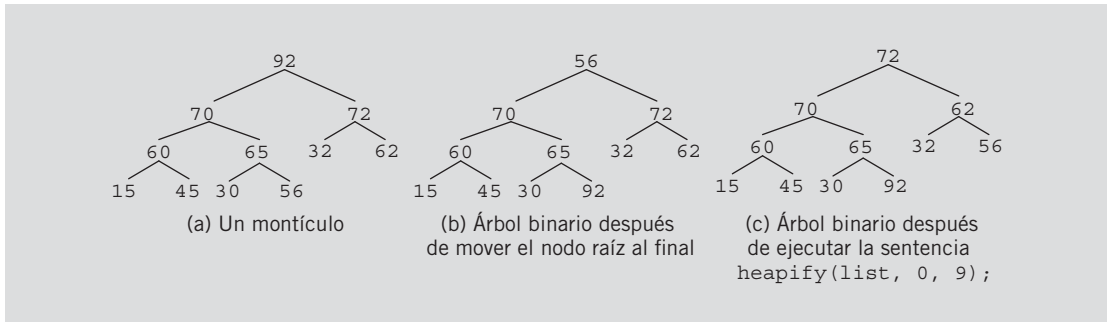 92
70 72
60 65 32 62
15 45 30 56
(a) Un montículo
56
70 72
60 65 32 62
15 45 30 92
(b) Árbol binario después
de mover el nodo raíz al final
72
70 62
60 65 32 56
15 45 30 92
(c) Árbol binario después
de ejecutar la sentencia
heapify(list, 0, 9);